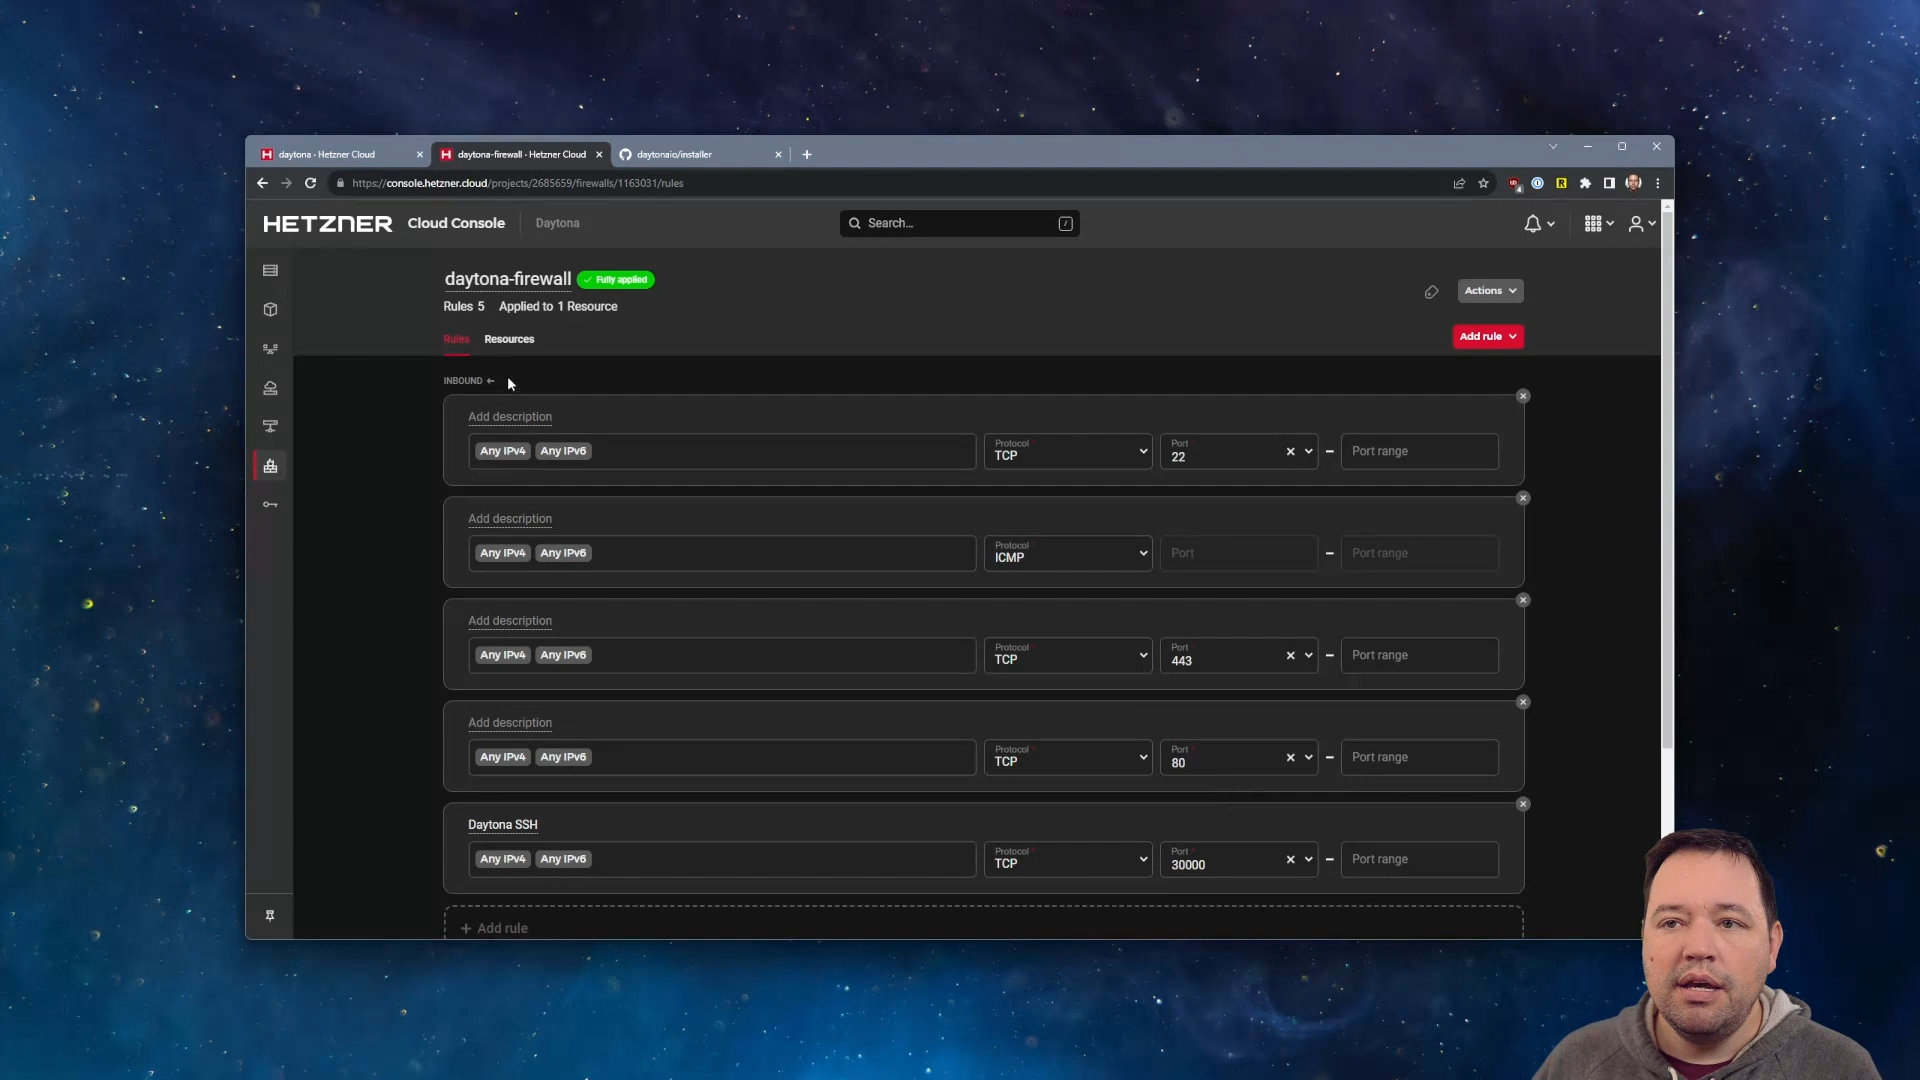 daytona · Hetzner Cloud
daytona-firewall · Hetzner Cloud
daytonaio/installer
https://console.hetzner.cloud/projects/2685659/firewalls/1163031/rules
HETZNER Cloud Console Daytona
Search... /
daytona-firewall Fully applied
Rules 5 Applied to 1 Resource
Actions
Rules Resources
Add rule
INBOUND
Add description
Any IPv4 Any IPv6
Protocol *
TCP
Port *
22
Port range
Add description
Any IPv4 Any IPv6
Protocol *
ICMP
Port
Port range
Add description
Any IPv4 Any IPv6
Protocol *
TCP
Port *
443
Port range
Add description
Any IPv4 Any IPv6
Protocol *
TCP
Port *
80
Port range
Daytona SSH
Any IPv4 Any IPv6
Protocol *
TCP
Port *
30000
Port range
+ Add rule